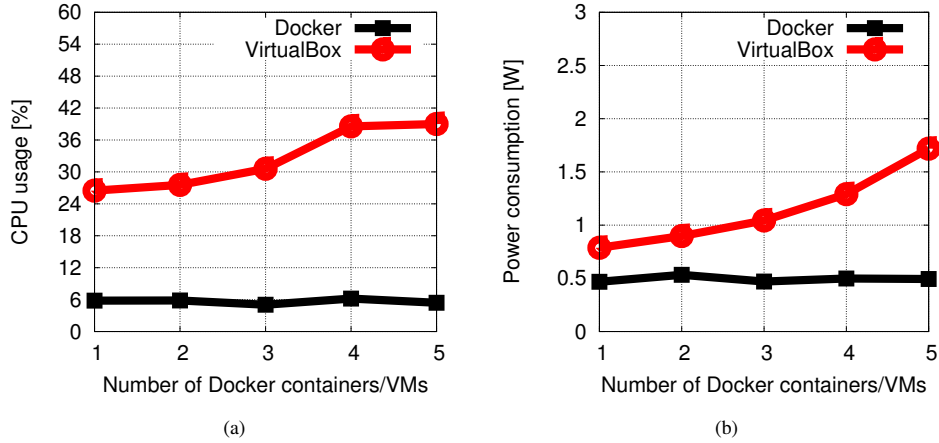 60
54
48
42
36
30
24
18
12
6
0
CPU usage [%]
Docker
VirtualBox
1 2 3 4 5
Number of Docker containers/VMs
(a)
3
2.5
2
1.5
1
0.5
0
Power consumption [W]
Docker
VirtualBox
1 2 3 4 5
Number of Docker containers/VMs
(b)